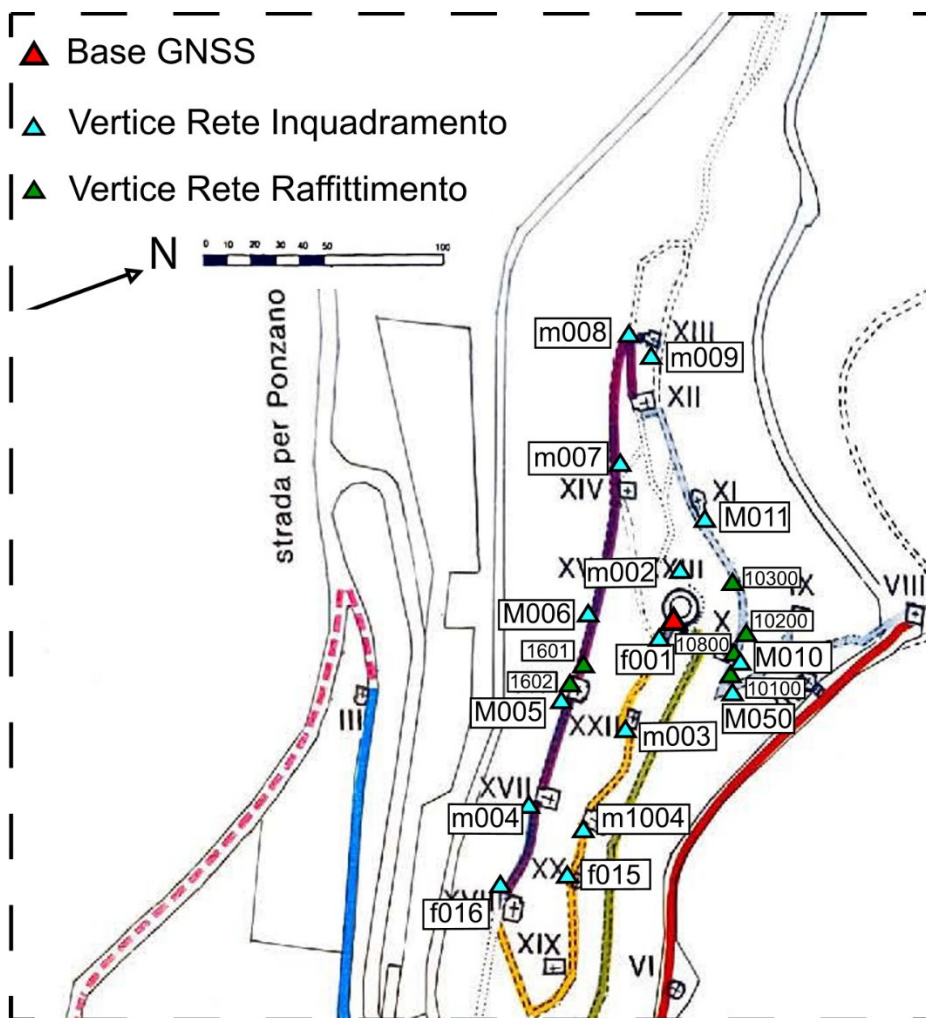 Base GNSS
Vertice Rete Inquadramento
Vertice Rete Raffittimento
N
0 10 20 30 40 50 100
strada per Ponzano
m008
XIII
m009
XII
m007
XIV
XI
M011
m002
10300
IX
VIII
M006
X
10200
f001
10800
M010
1601
1602
10100
III
M005
M050
XXII
m003
XVII
m004
m1004
XX
f015
f016
XIX
VI